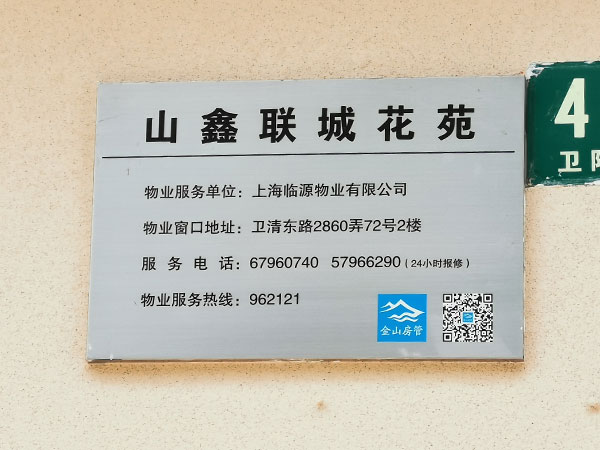 山鑫联城花苑
物业服务单位：上海临源物业有限公司
物业窗口地址：卫清东路2860弄72号2楼
服务电话：67960740 57966290（24小时报修）
物业服务热线：962121
金山房管
4
卫